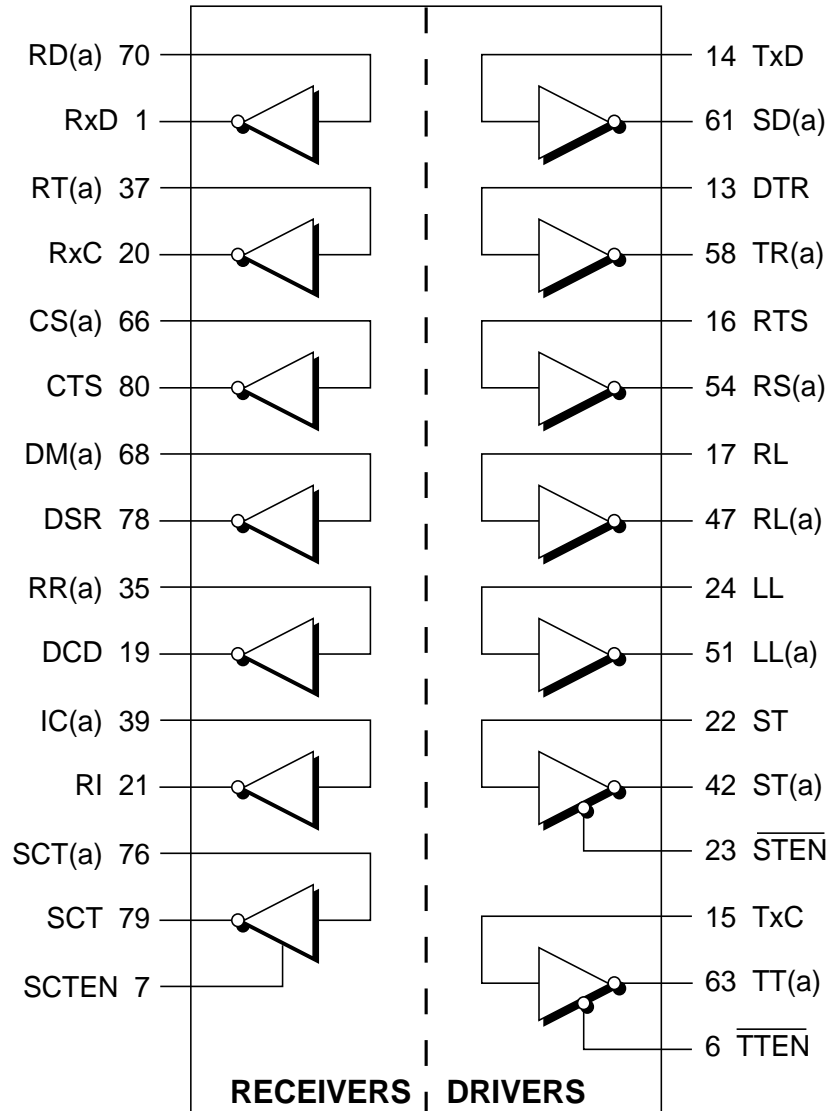 RD(a) 70
RxD 1
RT(a) 37
RxC 20
CS(a) 66
CTS 80
DM(a) 68
DSR 78
RR(a) 35
DCD 19
IC(a) 39
RI 21
SCT(a) 76
SCT 79
SCTEN 7
14 TxD
61 SD(a)
13 DTR
58 TR(a)
16 RTS
54 RS(a)
17 RL
47 RL(a)
24 LL
51 LL(a)
22 ST
42 ST(a)
23 S̅T̅E̅N̅
15 TxC
63 TT(a)
6 T̅T̅E̅N̅
RECEIVERS DRIVERS